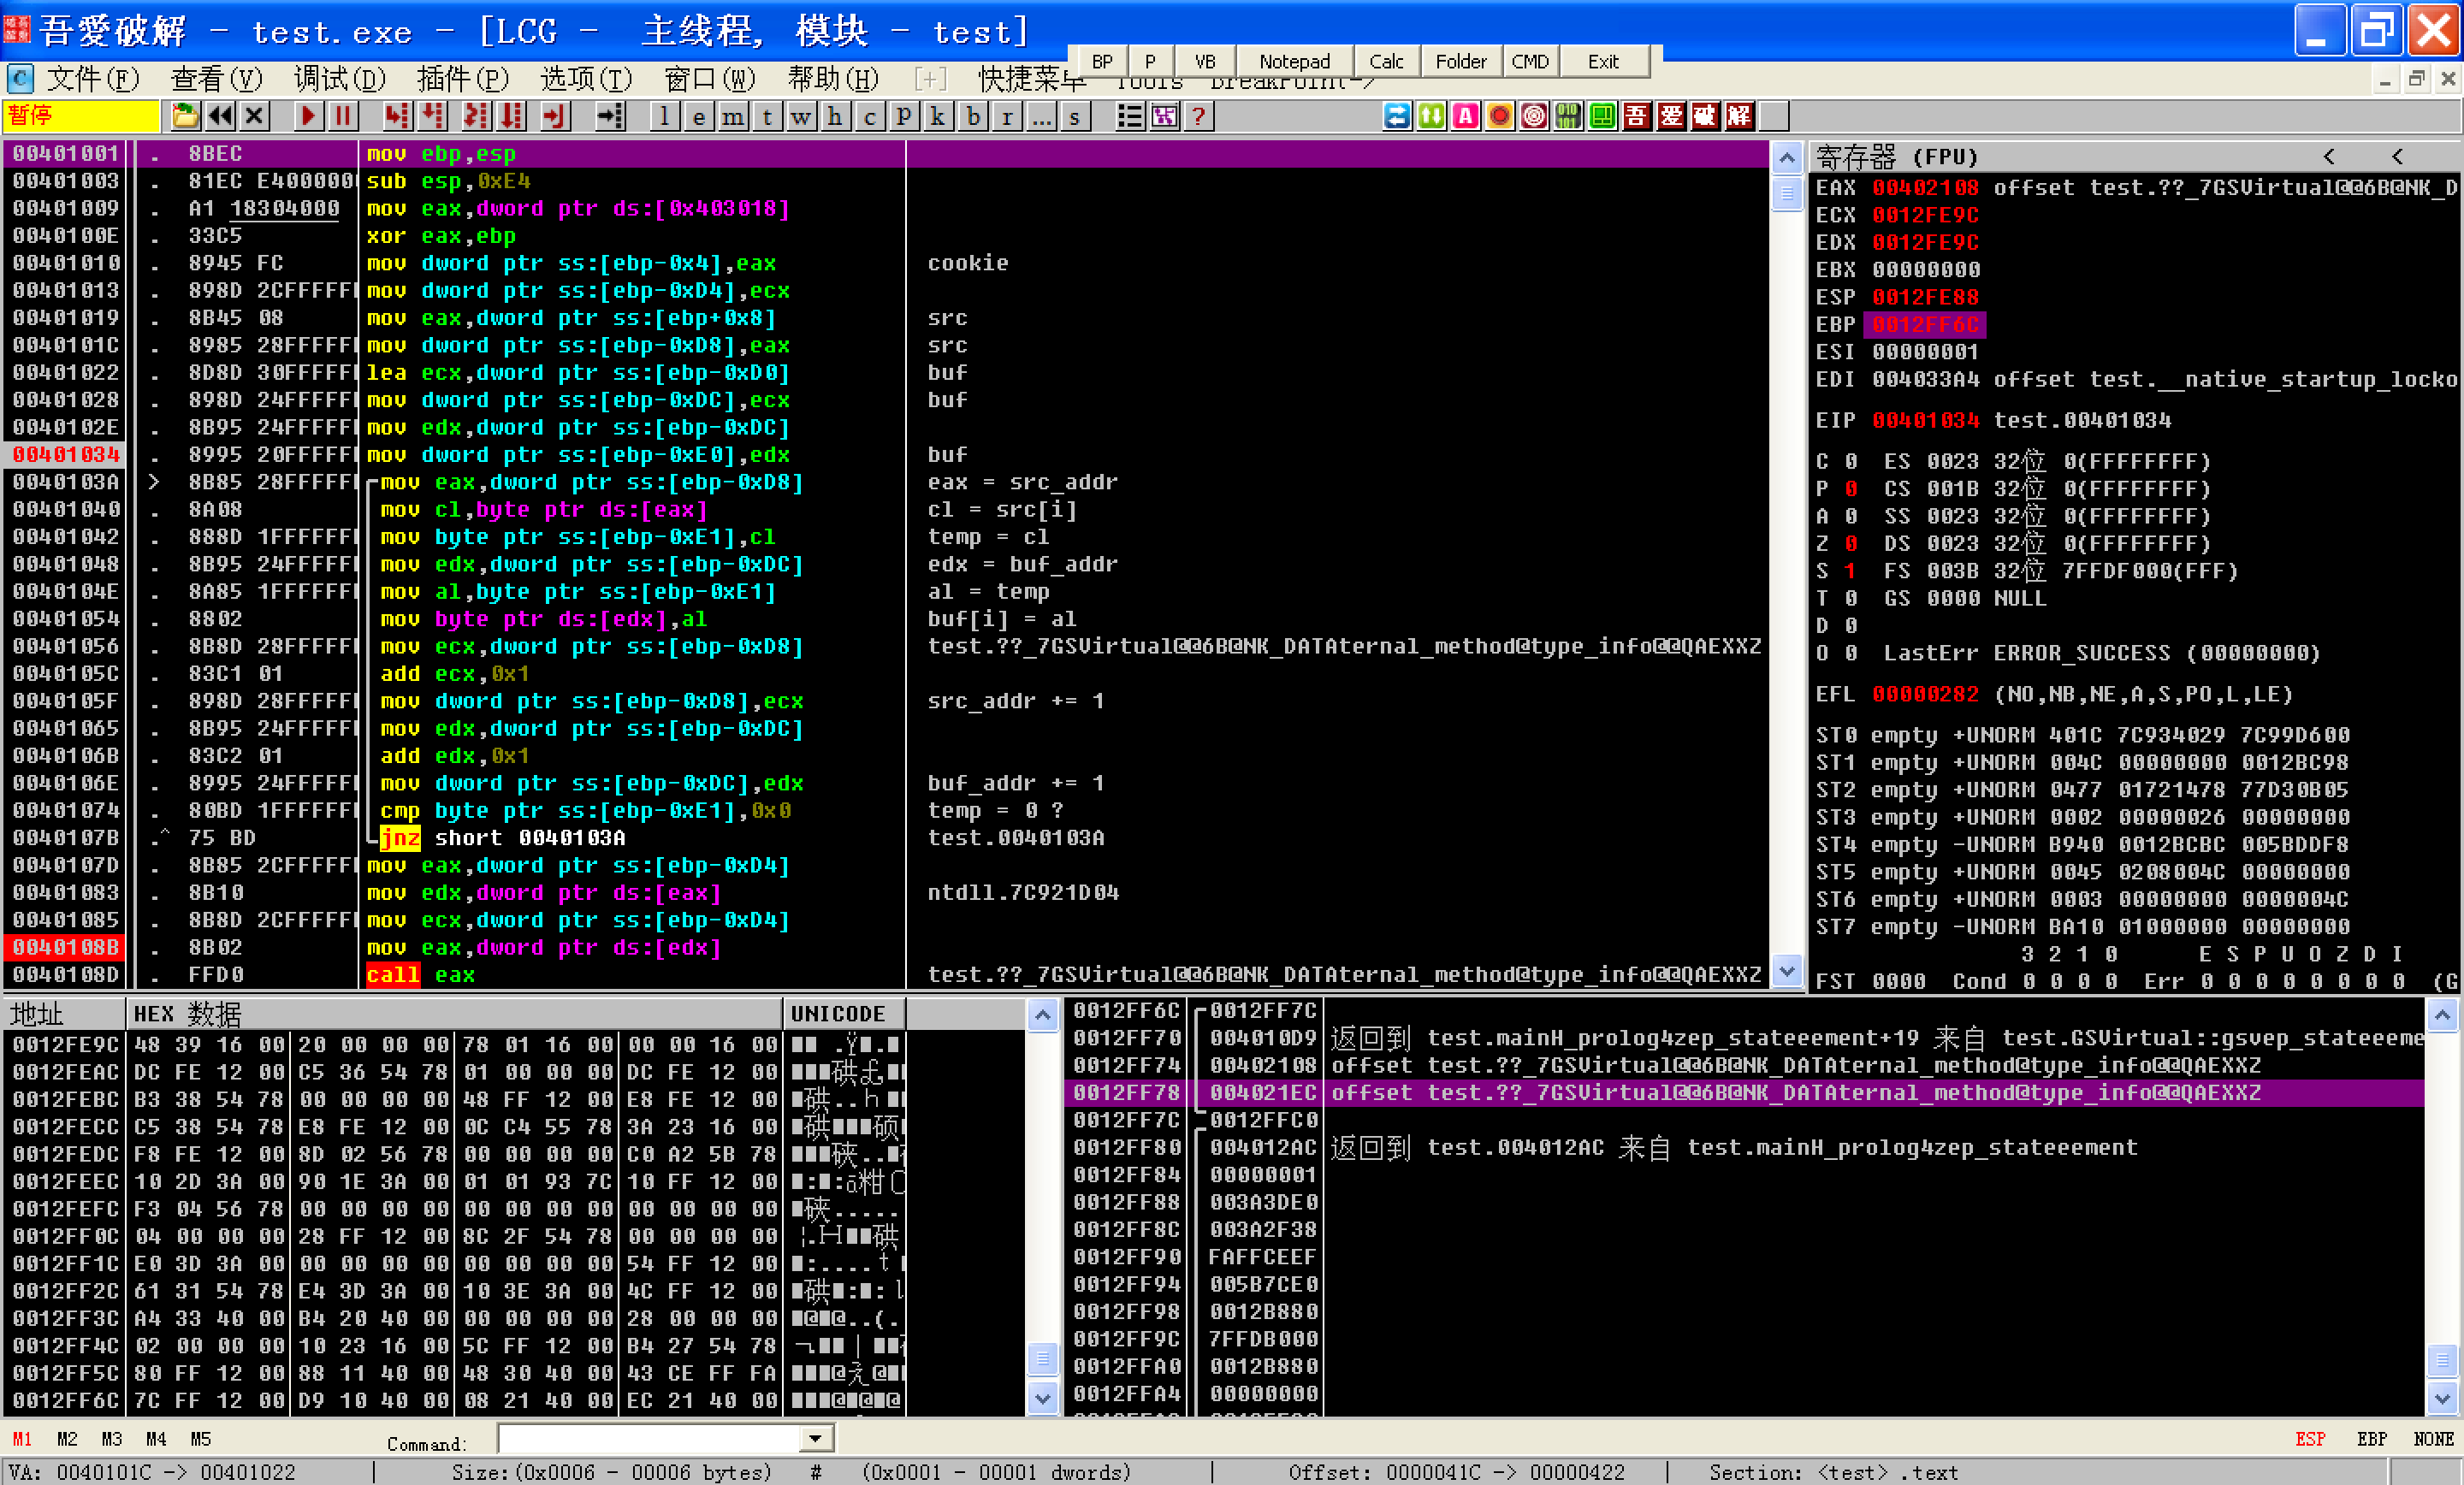 吾愛破解 - test.exe - [LCG -  主线程, 模块 - test]
BP P VB Notepad Calc Folder CMD Exit
文件(F) 查看(V) 调试(D) 插件(P) 选项(T) 窗口(W) 帮助(H) [+] 快捷菜单 Tools BreakPoint->
暂停 l e m t w h c p k b r ... s ? 吾 爱 破 解
00401001 . 8BEC mov ebp,esp
00401003 . 81EC E4000000 sub esp,0xE4
00401009 . A1 18304000 mov eax,dword ptr ds:[0x403018]
0040100E . 33C5 xor eax,ebp
00401010 . 8945 FC mov dword ptr ss:[ebp-0x4],eax cookie
00401013 . 898D 2CFFFFFF mov dword ptr ss:[ebp-0xD4],ecx
00401019 . 8B45 08 mov eax,dword ptr ss:[ebp+0x8] src
0040101C . 8985 28FFFFFF mov dword ptr ss:[ebp-0xD8],eax src
00401022 . 8D8D 30FFFFFF lea ecx,dword ptr ss:[ebp-0xD0] buf
00401028 . 898D 24FFFFFF mov dword ptr ss:[ebp-0xDC],ecx buf
0040102E . 8B95 24FFFFFF mov edx,dword ptr ss:[ebp-0xDC]
00401034 . 8995 20FFFFFF mov dword ptr ss:[ebp-0xE0],edx buf
0040103A > 8B85 28FFFFFF mov eax,dword ptr ss:[ebp-0xD8] eax = src_addr
00401040 . 8A08 mov cl,byte ptr ds:[eax] cl = src[i]
00401042 . 888D 1FFFFFFF mov byte ptr ss:[ebp-0xE1],cl temp = cl
00401048 . 8B95 24FFFFFF mov edx,dword ptr ss:[ebp-0xDC] edx = buf_addr
0040104E . 8A85 1FFFFFFF mov al,byte ptr ss:[ebp-0xE1] al = temp
00401054 . 8802 mov byte ptr ds:[edx],al buf[i] = al
00401056 . 8B8D 28FFFFFF mov ecx,dword ptr ss:[ebp-0xD8] test.??_7GSVirtual@@6B@NK_DATAternal_method@type_info@@QAEXXZ
0040105C . 83C1 01 add ecx,0x1
0040105F . 898D 28FFFFFF mov dword ptr ss:[ebp-0xD8],ecx src_addr += 1
00401065 . 8B95 24FFFFFF mov edx,dword ptr ss:[ebp-0xDC]
0040106B . 83C2 01 add edx,0x1
0040106E . 8995 24FFFFFF mov dword ptr ss:[ebp-0xDC],edx buf_addr += 1
00401074 . 80BD 1FFFFFFF cmp byte ptr ss:[ebp-0xE1],0x0 temp = 0 ?
0040107B .^ 75 BD jnz short 0040103A test.0040103A
0040107D . 8B85 2CFFFFFF mov eax,dword ptr ss:[ebp-0xD4]
00401083 . 8B10 mov edx,dword ptr ds:[eax] ntdll.7C921D04
00401085 . 8B8D 2CFFFFFF mov ecx,dword ptr ss:[ebp-0xD4]
0040108B . 8B02 mov eax,dword ptr ds:[edx]
0040108D . FFD0 call eax test.??_7GSVirtual@@6B@NK_DATAternal_method@type_info@@QAEXXZ
寄存器 (FPU) < <
EAX 00402108 offset test.??_7GSVirtual@@6B@NK_D
ECX 0012FE9C
EDX 0012FE9C
EBX 00000000
ESP 0012FE88
EBP 0012FF6C
ESI 00000001
EDI 004033A4 offset test.__native_startup_locko
EIP 00401034 test.00401034
C 0 ES 0023 32位 0(FFFFFFFF)
P 0 CS 001B 32位 0(FFFFFFFF)
A 0 SS 0023 32位 0(FFFFFFFF)
Z 0 DS 0023 32位 0(FFFFFFFF)
S 1 FS 003B 32位 7FFDF000(FFF)
T 0 GS 0000 NULL
D 0
O 0 LastErr ERROR_SUCCESS (00000000)
EFL 00000282 (NO,NB,NE,A,S,PO,L,LE)
ST0 empty +UNORM 401C 7C934029 7C99D600
ST1 empty +UNORM 004C 00000000 0012BC98
ST2 empty +UNORM 0477 01721478 77D30B05
ST3 empty +UNORM 0002 00000026 00000000
ST4 empty -UNORM B940 0012BCBC 005BDDF8
ST5 empty +UNORM 0045 0208004C 00000000
ST6 empty +UNORM 0003 00000000 0000004C
ST7 empty -UNORM BA10 01000000 00000000
3 2 1 0 E S P U O Z D I
FST 0000 Cond 0 0 0 0 Err 0 0 0 0 0 0 0 0 (G
地址 HEX 数据 UNICODE
0012FE9C 48 39 16 00 20 00 00 00 78 01 16 00 00 00 16 00
0012FEAC DC FE 12 00 C5 36 54 78 01 00 00 00 DC FE 12 00
0012FEBC B3 38 54 78 00 00 00 00 48 FF 12 00 E8 FE 12 00
0012FECC C5 38 54 78 E8 FE 12 00 0C C4 55 78 3A 23 16 00
0012FEDC F8 FE 12 00 8D 02 56 78 00 00 00 00 C0 A2 5B 78
0012FEEC 10 2D 3A 00 90 1E 3A 00 01 01 93 7C 10 FF 12 00
0012FEFC F3 04 56 78 00 00 00 00 00 00 00 00 00 00 00 00
0012FF0C 04 00 00 00 28 FF 12 00 8C 2F 54 78 00 00 00 00
0012FF1C E0 3D 3A 00 00 00 00 00 00 00 00 00 54 FF 12 00
0012FF2C 61 31 54 78 E4 3D 3A 00 10 3E 3A 00 4C FF 12 00
0012FF3C A4 33 40 00 B4 20 40 00 00 00 00 00 28 00 00 00
0012FF4C 02 00 00 00 10 23 16 00 5C FF 12 00 B4 27 54 78
0012FF5C 80 FF 12 00 88 11 40 00 48 30 40 00 43 CE FF FA
0012FF6C 7C FF 12 00 D9 10 40 00 08 21 40 00 EC 21 40 00
0012FF6C 0012FF7C
0012FF70 004010D9 返回到 test.mainH_prolog4zep_stateeement+19 来自 test.GSVirtual::gsvep_stateeeme
0012FF74 00402108 offset test.??_7GSVirtual@@6B@NK_DATAternal_method@type_info@@QAEXXZ
0012FF78 004021EC offset test.??_7GSVirtual@@6B@NK_DATAternal_method@type_info@@QAEXXZ
0012FF7C 0012FFC0
0012FF80 004012AC 返回到 test.004012AC 来自 test.mainH_prolog4zep_stateeement
0012FF84 00000001
0012FF88 003A3DE0
0012FF8C 003A2F38
0012FF90 FAFFCEEF
0012FF94 005B7CE0
0012FF98 0012B880
0012FF9C 7FFDB000
0012FFA0 0012B880
0012FFA4 00000000
M1 M2 M3 M4 M5 Command: ESP EBP NONE
VA: 0040101C -> 00401022 | Size:(0x0006 - 00006 bytes) # (0x0001 - 00001 dwords) | Offset: 0000041C -> 00000422 | Section: <test> .text